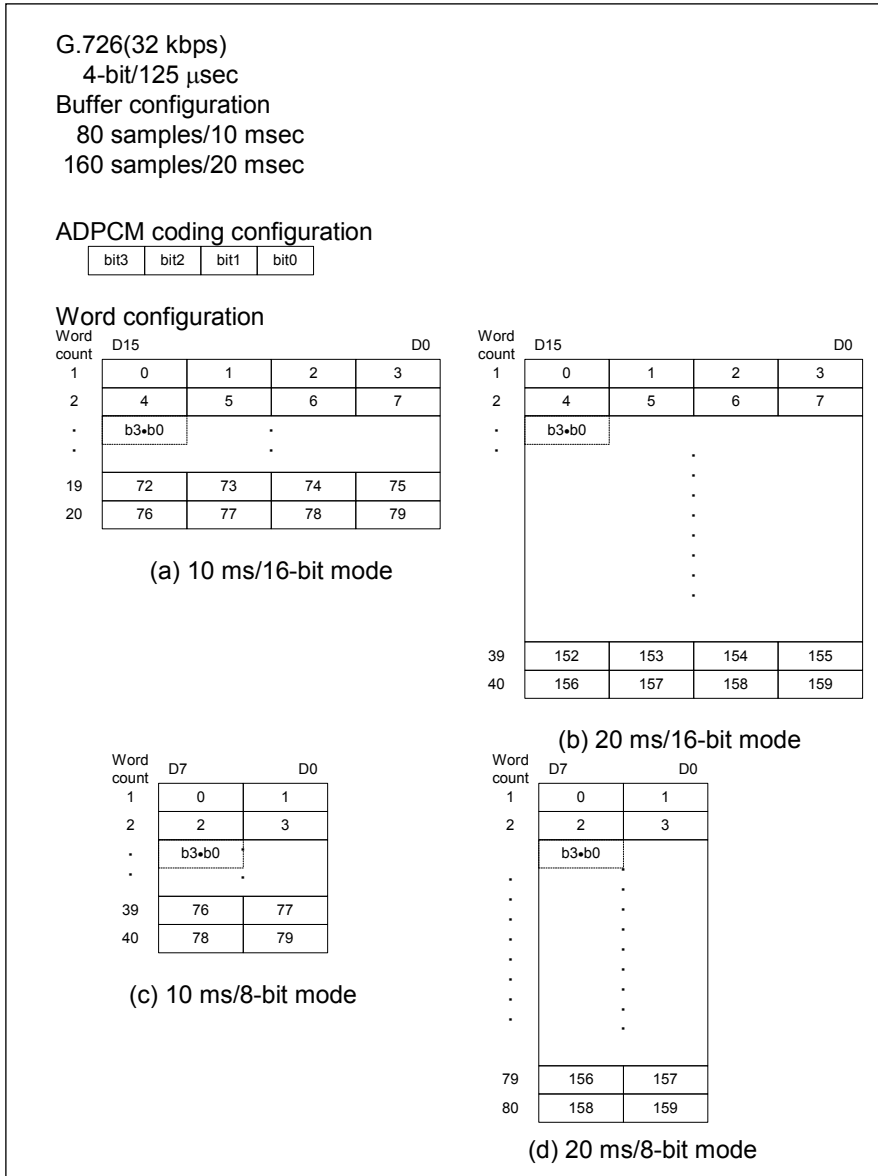 G.726(32 kbps)
4-bit/125 μsec
Buffer configuration
80 samples/10 msec
160 samples/20 msec
ADPCM coding configuration
bit3 bit2 bit1 bit0
Word configuration
Word count D15 D0
1 0 1 2 3
2 4 5 6 7
. b3•b0 .
. .
19 72 73 74 75
20 76 77 78 79
(a) 10 ms/16-bit mode
Word count D15 D0
1 0 1 2 3
2 4 5 6 7
. b3•b0
. .
.
.
.
.
.
.
.
39 152 153 154 155
40 156 157 158 159
(b) 20 ms/16-bit mode
Word count D7 D0
1 0 1
2 2 3
. b3•b0 .
. .
39 76 77
40 78 79
(c) 10 ms/8-bit mode
Word count D7 D0
1 0 1
2 2 3
b3•b0
. .
. .
. .
. .
. .
. .
. .
. .
.
79 156 157
80 158 159
(d) 20 ms/8-bit mode